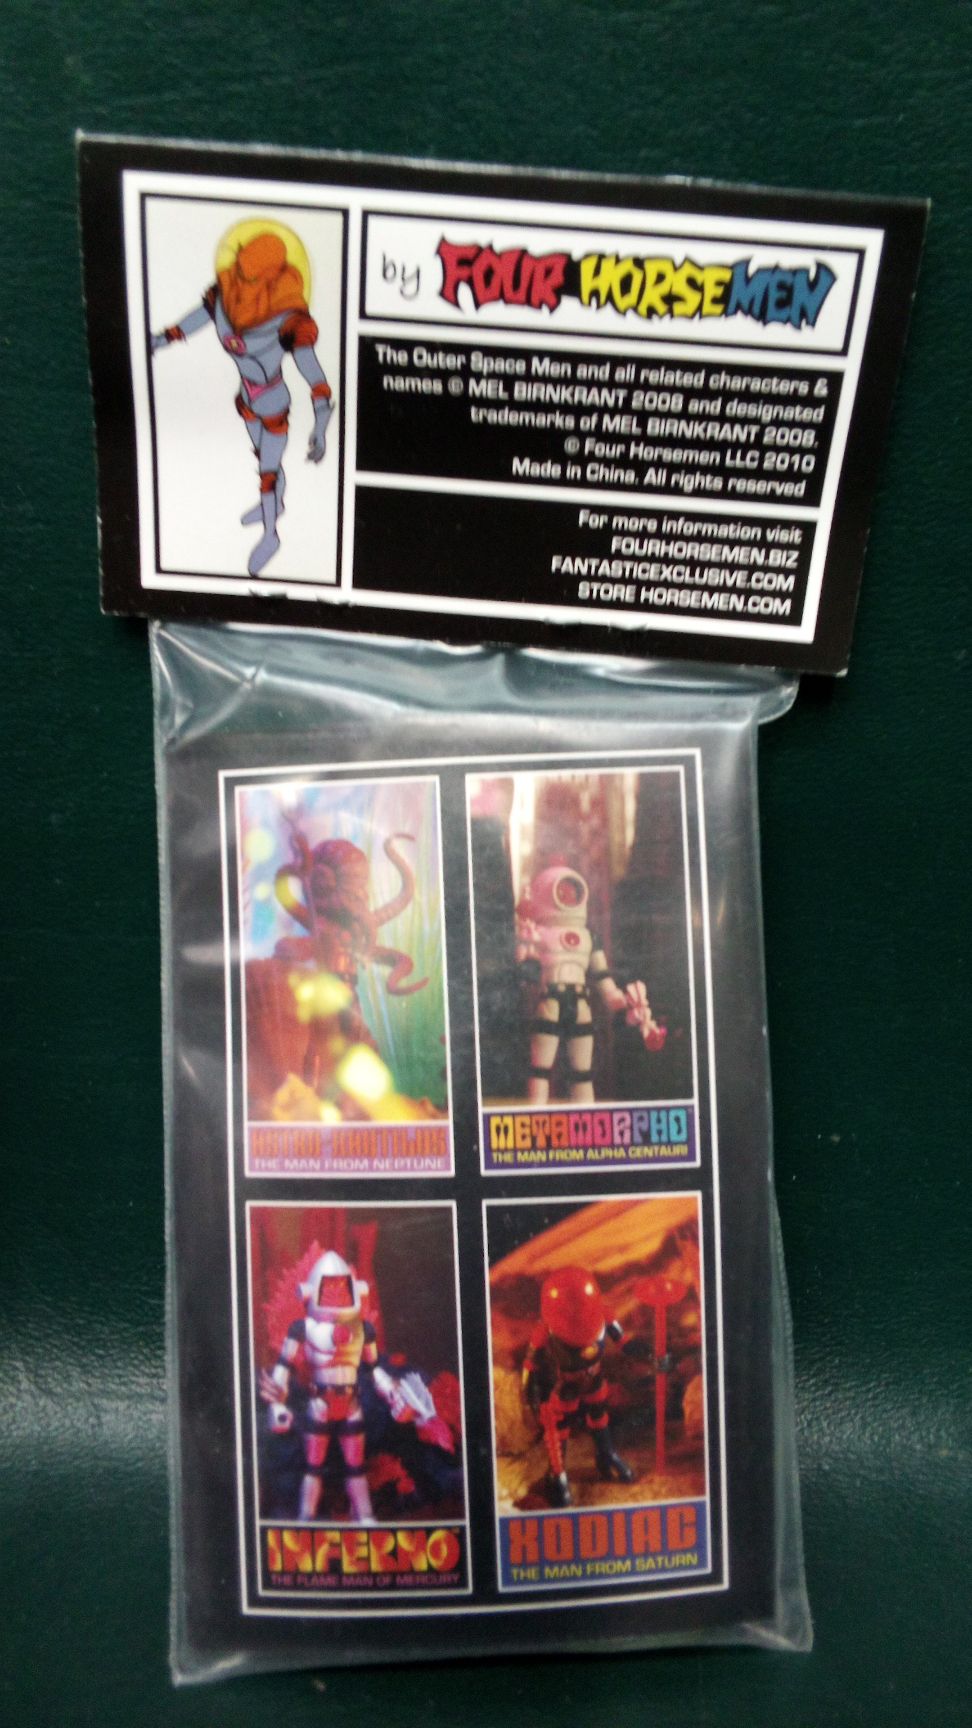 by FOUR HORSEMEN
The Outer Space Men and all related characters &
names © MEL BIRNKRANT 2008 and designated
trademarks of MEL BIRNKRANT 2008.
© Four Horsemen LLC 2010
Made in China. All rights reserved
For more information visit
FOURHORSEMEN.BIZ
FANTASTICEXCLUSIVE.COM
STORE HORSEMEN.COM
ASTRO-NAUTILUS
THE MAN FROM NEPTUNE
METAMORPHO
THE MAN FROM ALPHA CENTAURI
INFERNO
THE FLAME MAN OF MERCURY
XODIAC
THE MAN FROM SATURN